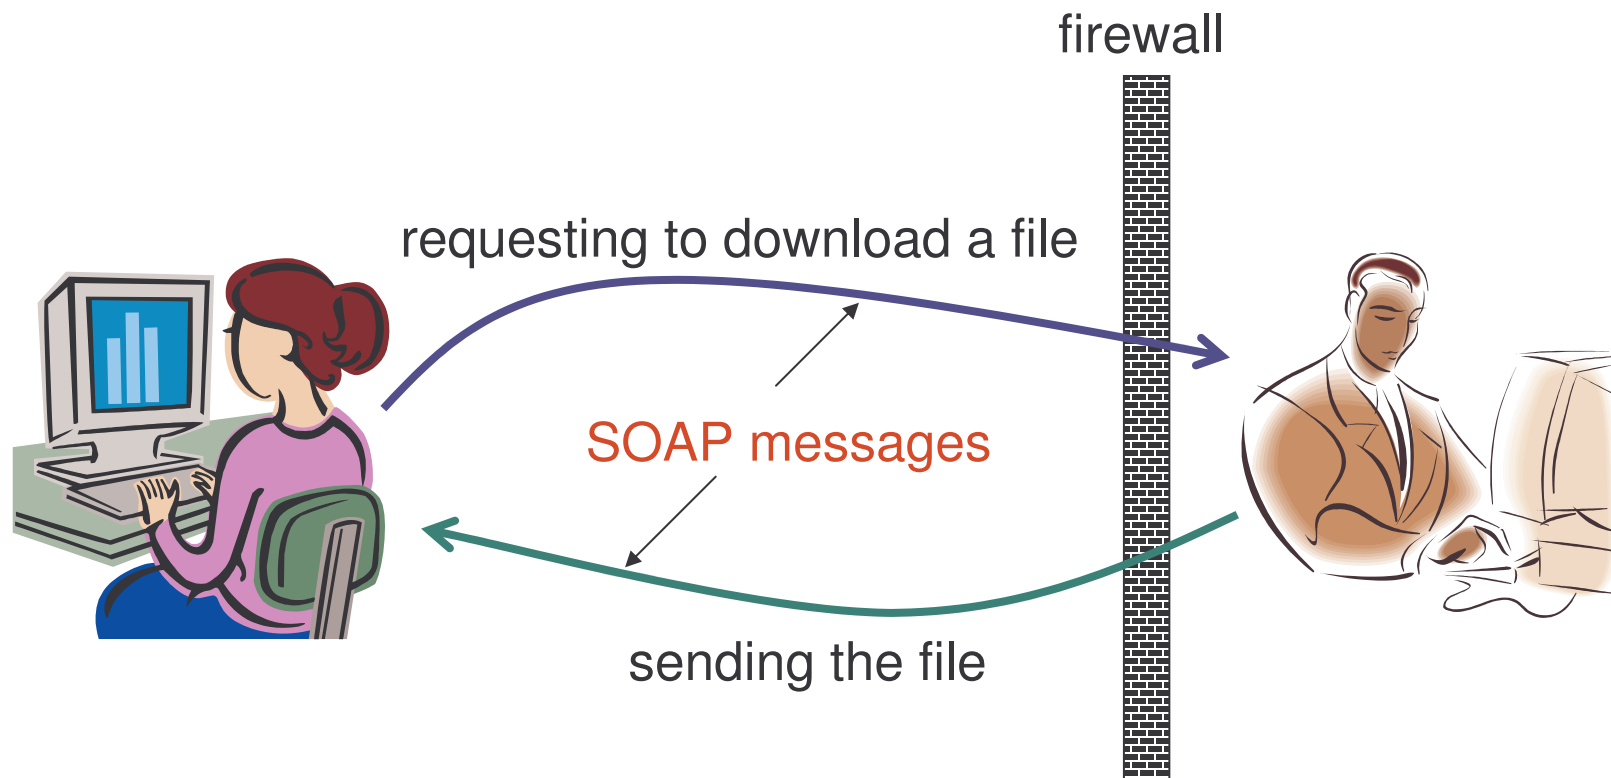 firewall
requesting to download a file
SOAP messages
sending the file